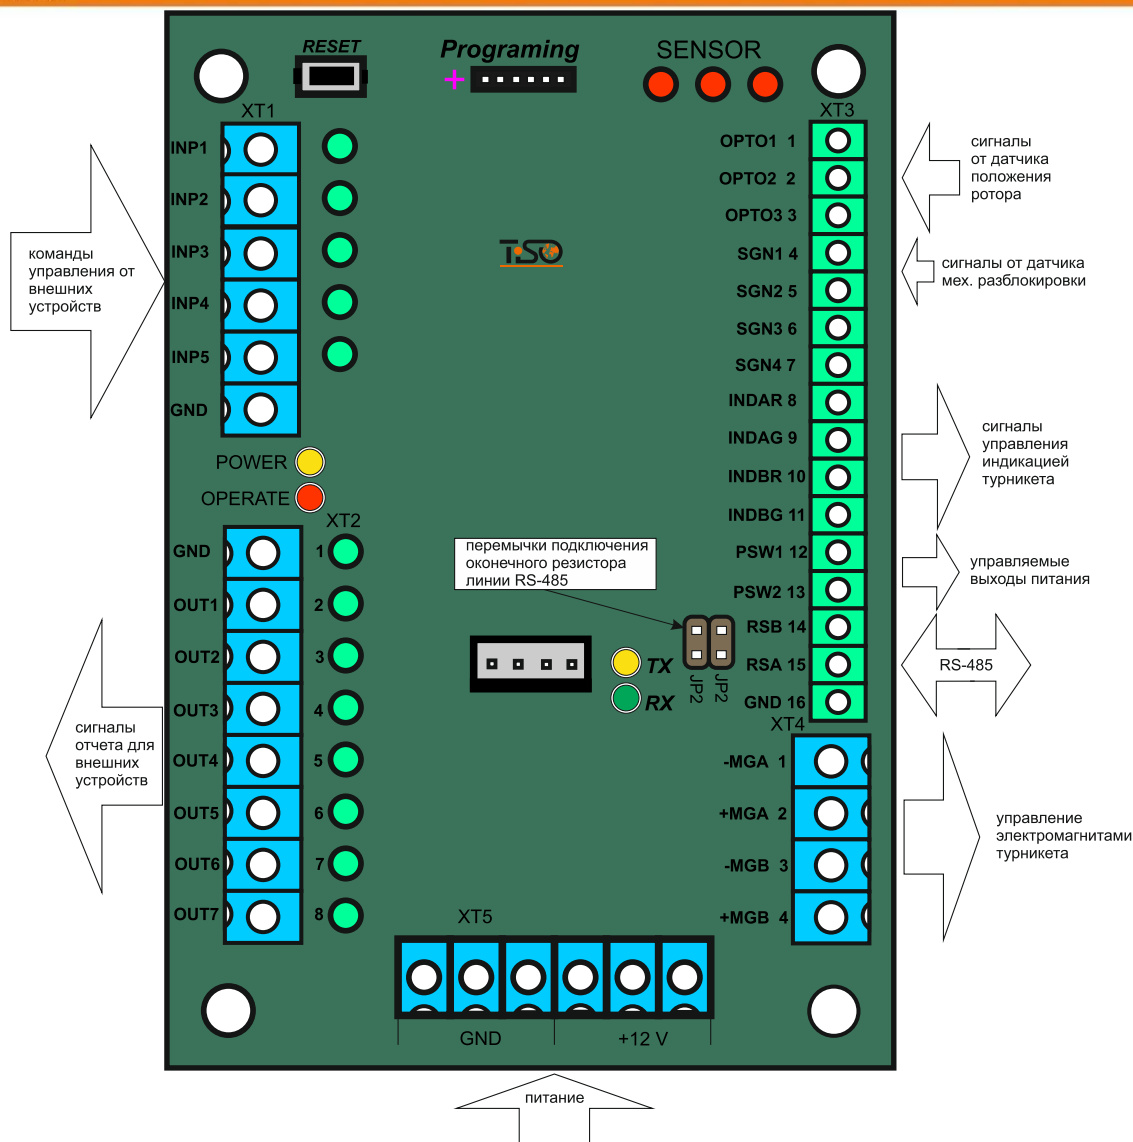 RESET
Programing
+
SENSOR
XT1
INP1
INP2
INP3
INP4
INP5
GND
команды
управления от
внешних
устройств
POWER
OPERATE
XT2
GND 1
OUT1 2
OUT2 3
OUT3 4
OUT4 5
OUT5 6
OUT6 7
OUT7 8
сигналы
отчета для
внешних
устройств
TiSO
перемычки подключения
оконечного резистора
линии RS-485
TX
RX
JP2
JP2
XT3
OPTO1 1
OPTO2 2
OPTO3 3
SGN1 4
SGN2 5
SGN3 6
SGN4 7
INDAR 8
INDAG 9
INDBR 10
INDBG 11
PSW1 12
PSW2 13
RSB 14
RSA 15
GND 16
сигналы
от датчика
положения
ротора
сигналы от датчика
мех. разблокировки
сигналы
управления
индикацией
турникета
управляемые
выходы питания
RS-485
XT4
-MGA 1
+MGA 2
-MGB 3
+MGB 4
управление
электромагнитами
турникета
XT5
GND
+12 V
питание